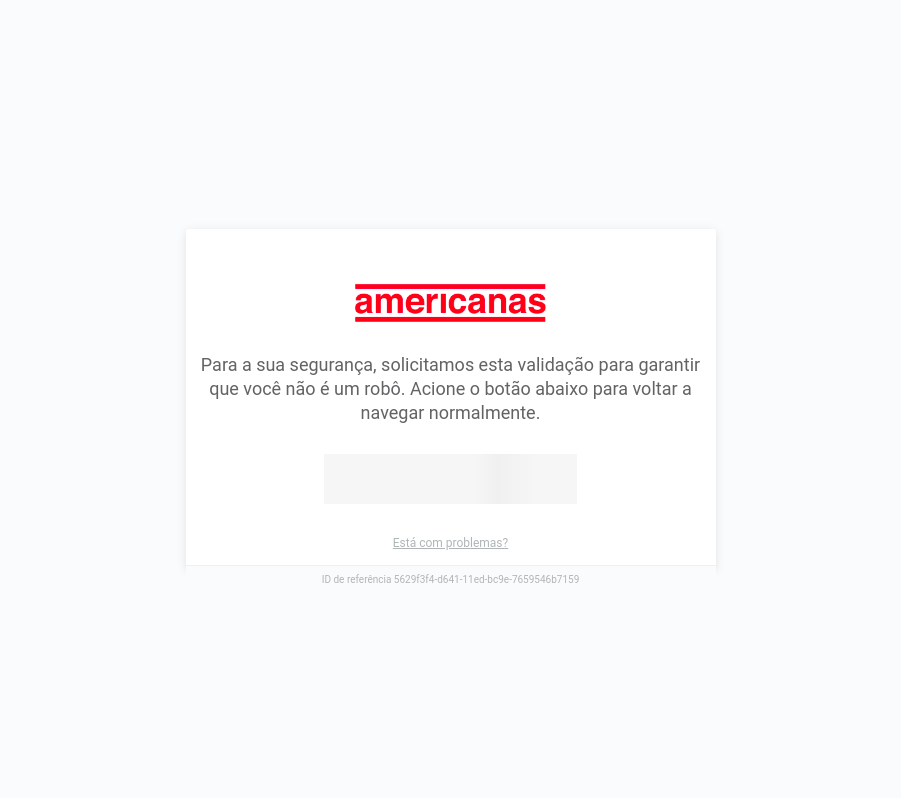 americanas
Para a sua segurança, solicitamos esta validação para garantir
que você não é um robô. Acione o botão abaixo para voltar a
navegar normalmente.
Está com problemas?
ID de referência 5629f3f4-d641-11ed-bc9e-7659546b7159